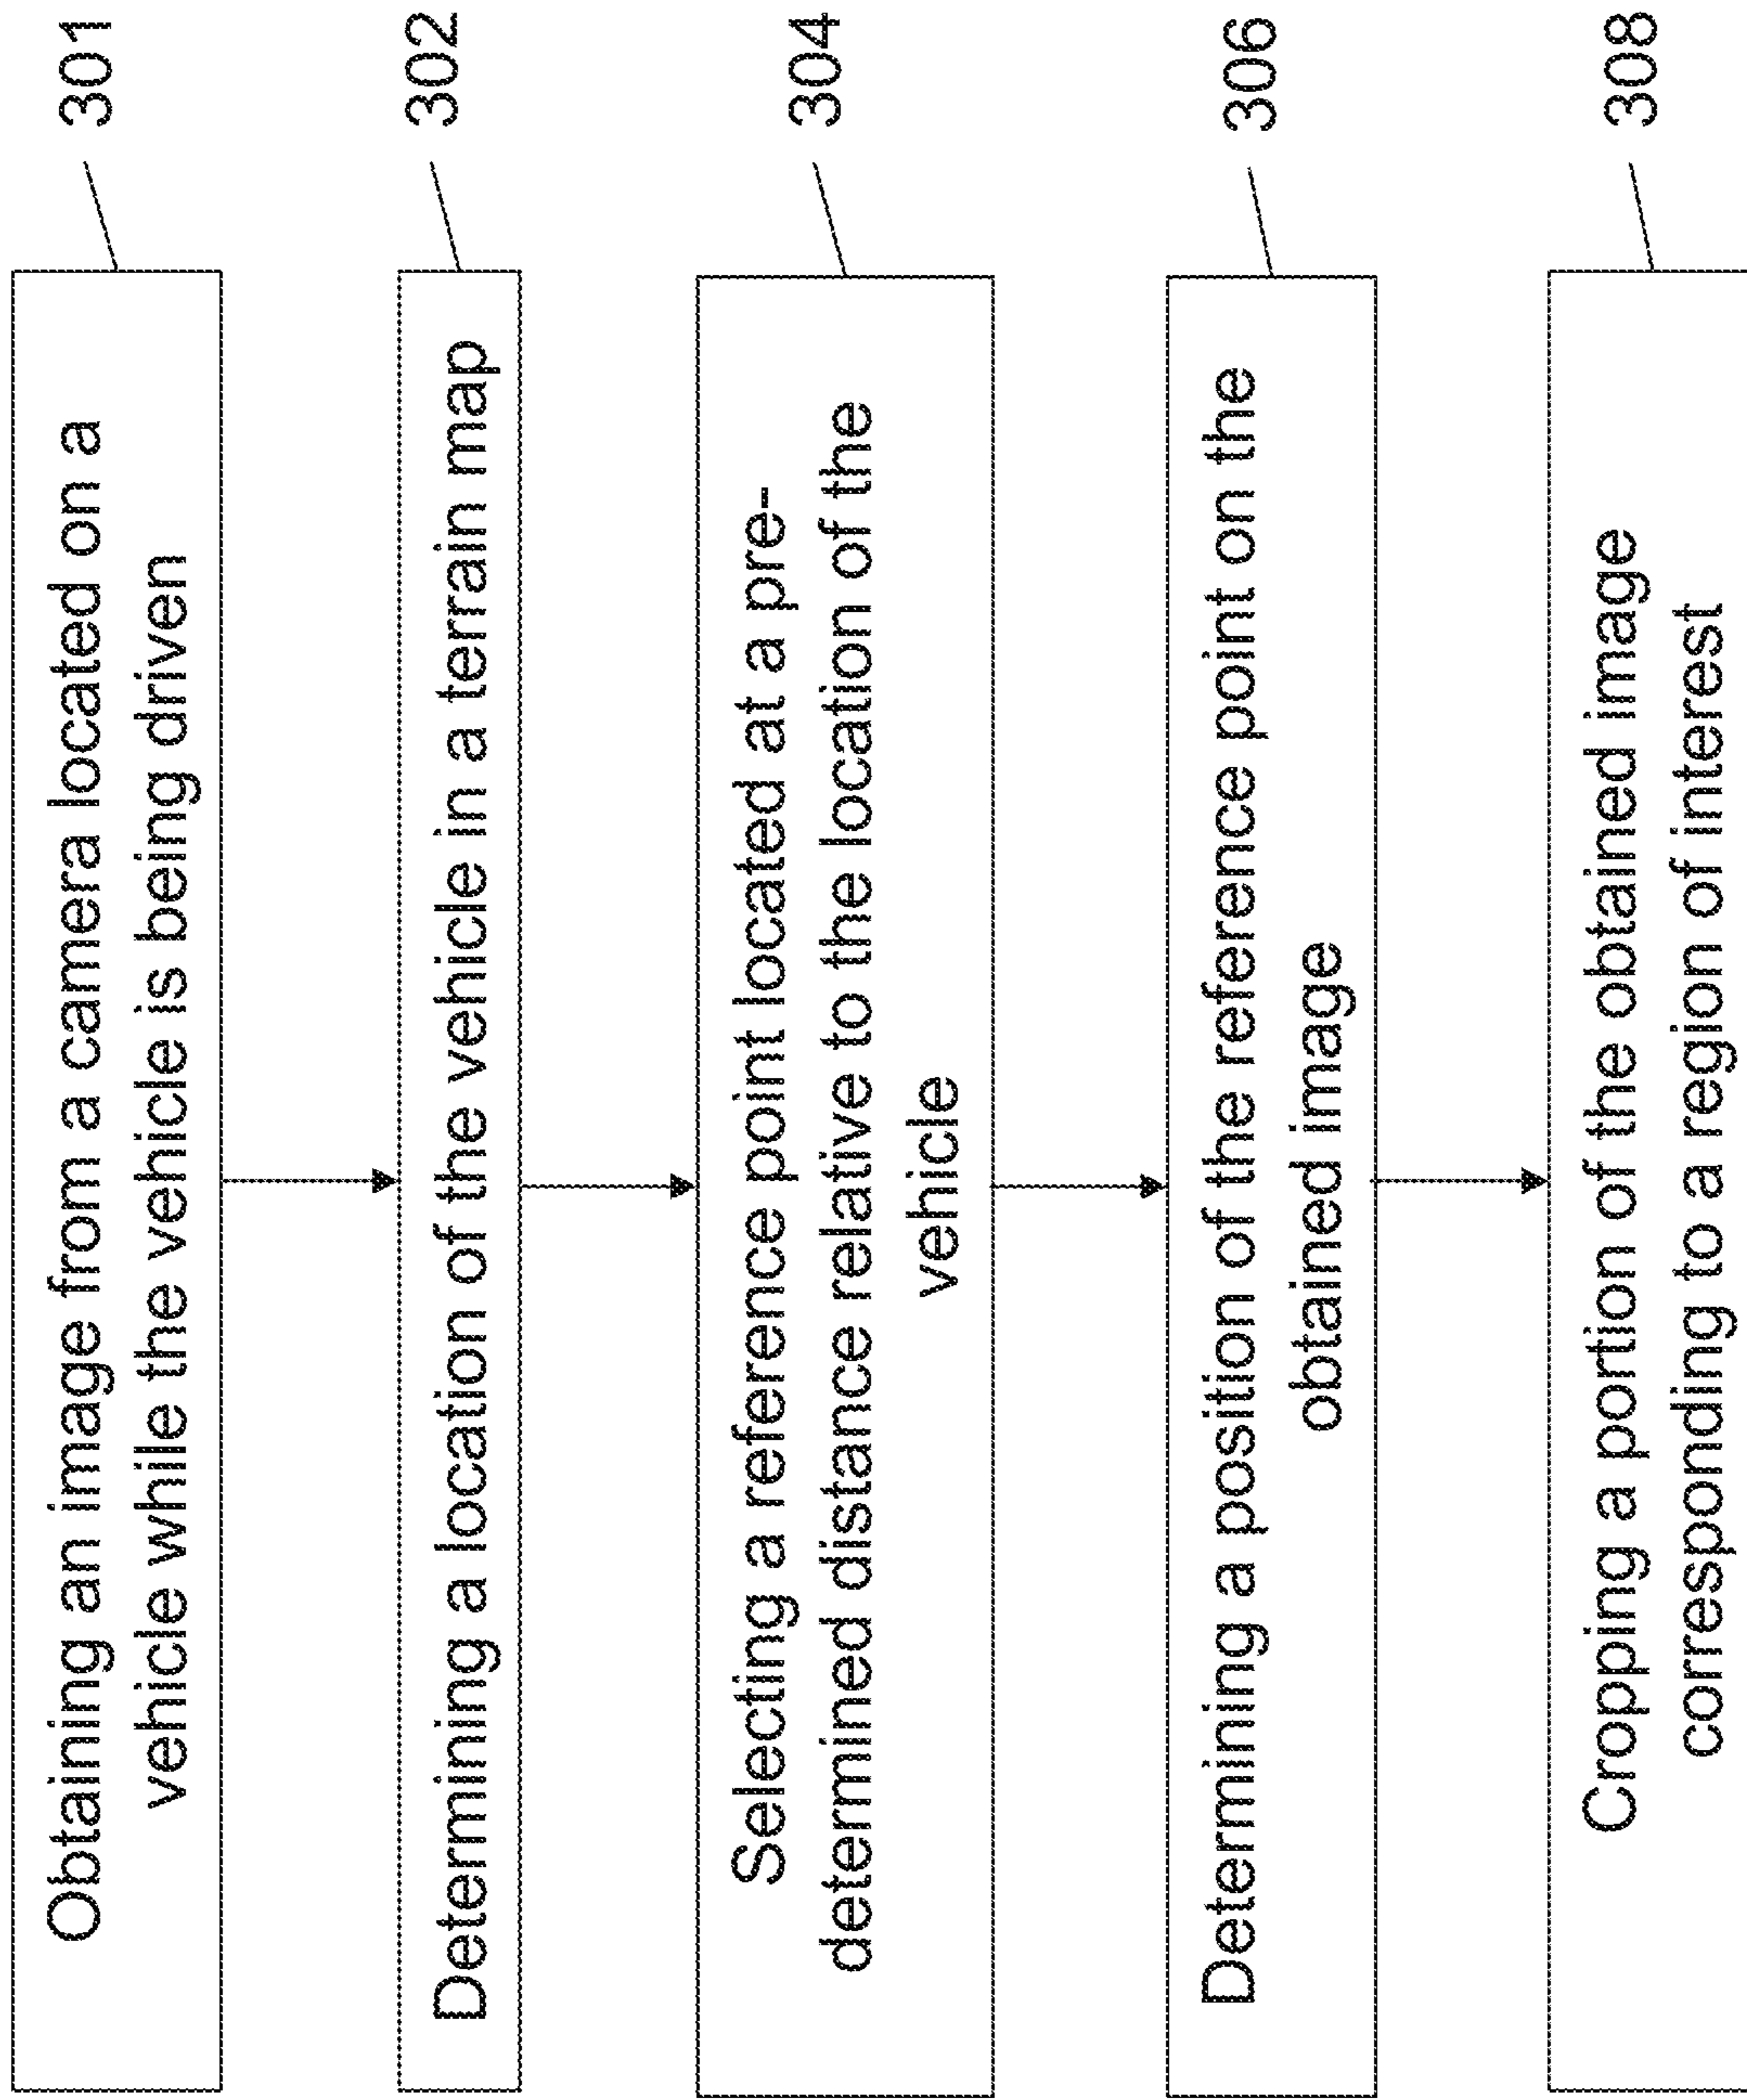 Obtaining an image from a camera located on a
vehicle while the vehicle is being driven
301
Determining a location of the vehicle in a terrain map
302
Selecting a reference point located at a pre-
determined distance relative to the location of the
vehicle
304
Determining a position of the reference point on the
obtained image
306
Cropping a portion of the obtained image
corresponding to a region of interest
308